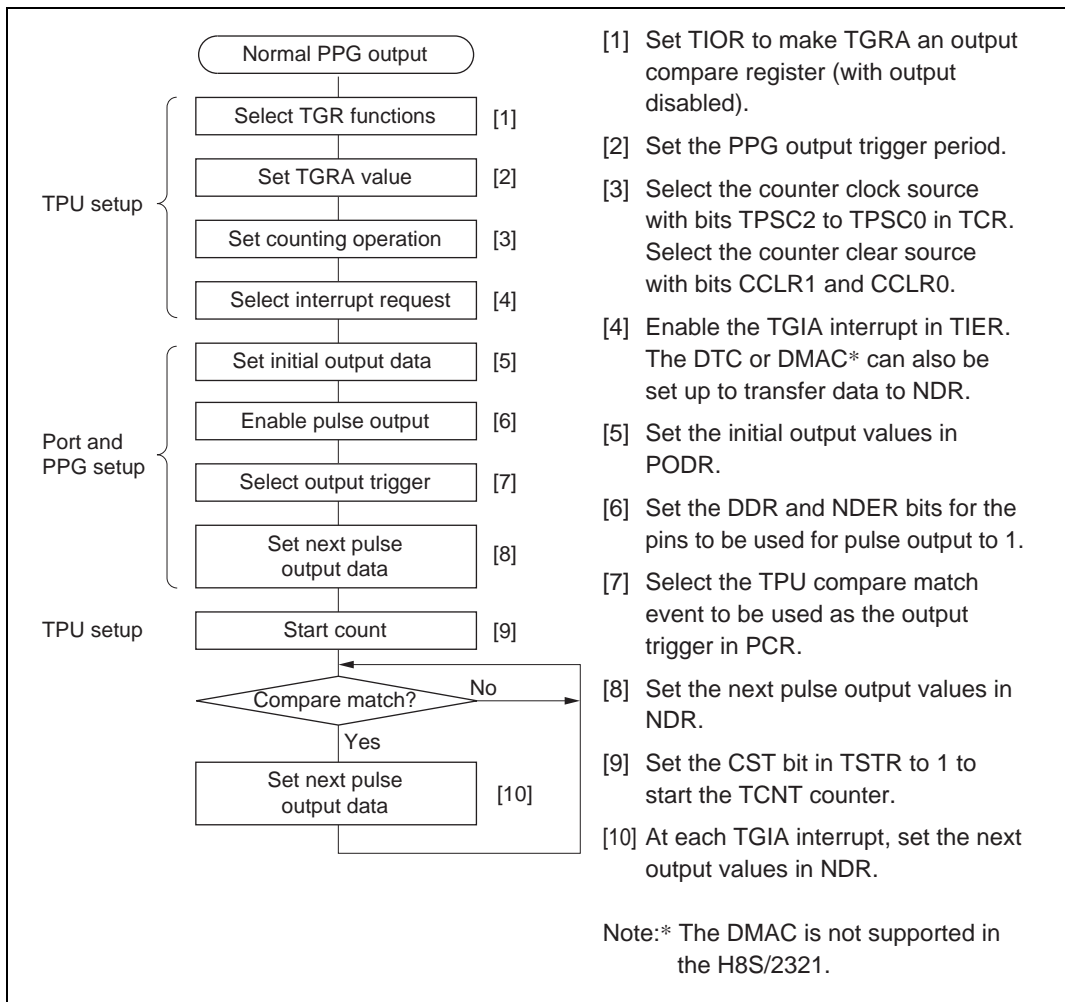 Normal PPG output
Select TGR functions [1]
Set TGRA value [2]
TPU setup
Set counting operation [3]
Select interrupt request [4]
Set initial output data [5]
Enable pulse output [6]
Port and
PPG setup
Select output trigger [7]
Set next pulse
output data
[8]
TPU setup
Start count [9]
Compare match?
No
Yes
Set next pulse
output data
[10]
[1] Set TIOR to make TGRA an output
compare register (with output
disabled).
[2] Set the PPG output trigger period.
[3] Select the counter clock source
with bits TPSC2 to TPSC0 in TCR.
Select the counter clear source
with bits CCLR1 and CCLR0.
[4] Enable the TGIA interrupt in TIER.
The DTC or DMAC* can also be
set up to transfer data to NDR.
[5] Set the initial output values in
PODR.
[6] Set the DDR and NDER bits for the
pins to be used for pulse output to 1.
[7] Select the TPU compare match
event to be used as the output
trigger in PCR.
[8] Set the next pulse output values in
NDR.
[9] Set the CST bit in TSTR to 1 to
start the TCNT counter.
[10] At each TGIA interrupt, set the next
output values in NDR.
Note:* The DMAC is not supported in
the H8S/2321.